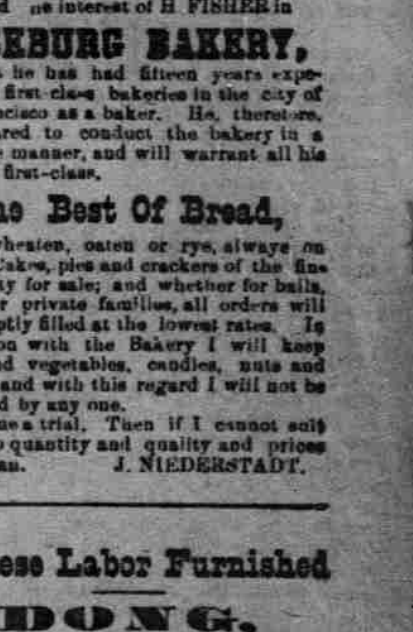 interest of H. FISHER in
EBURG BAKERY,
he has had fifteen years expe-
first-class bakeries in the city of
ncisco as a baker. He, therefore,
ared to conduct the bakery in a
manner, and will warrant all his
first-class.
he Best Of Bread,
wheaten, oaten or rye, always on
Cakes, pies and crackers of the fine
ty for sale; and whether for balls,
r private families, all orders will
ptly filled at the lowest rates. In
on with the Bakery I will keep
nd vegetables, candies, nuts and
and with this regard I will not be
d by any one.
me a trial. Then if I cannot suit
o quantity and quality and prices
an. J. NIEDERSTADT.
ese Labor Furnished
DONG,